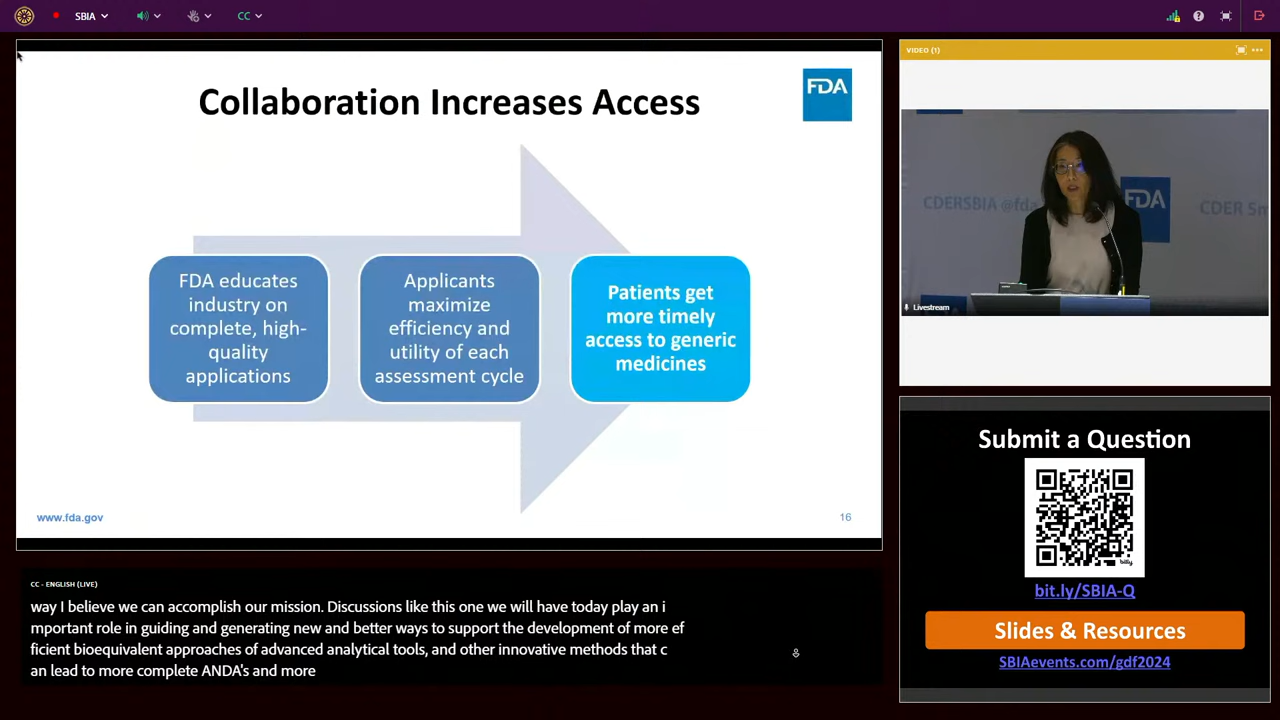 SBIA
CC
Collaboration Increases Access
FDA
FDA educates
industry on
complete, high-
quality
applications
Applicants
maximize
efficiency and
utility of each
assessment cycle
Patients get
more timely
access to generic
medicines
www.fda.gov
16
CC - ENGLISH (LIVE)
way I believe we can accomplish our mission. Discussions like this one we will have today play an i
mportant role in guiding and generating new and better ways to support the development of more ef
ficient bioequivalent approaches of advanced analytical tools, and other innovative methods that c
an lead to more complete ANDA's and more
VIDEO (1)
CDERSBIA @fda
FDA
CDER Sm
Livestream
Submit a Question
bitly
bit.ly/SBIA-Q
Slides & Resources
SBIAevents.com/gdf2024